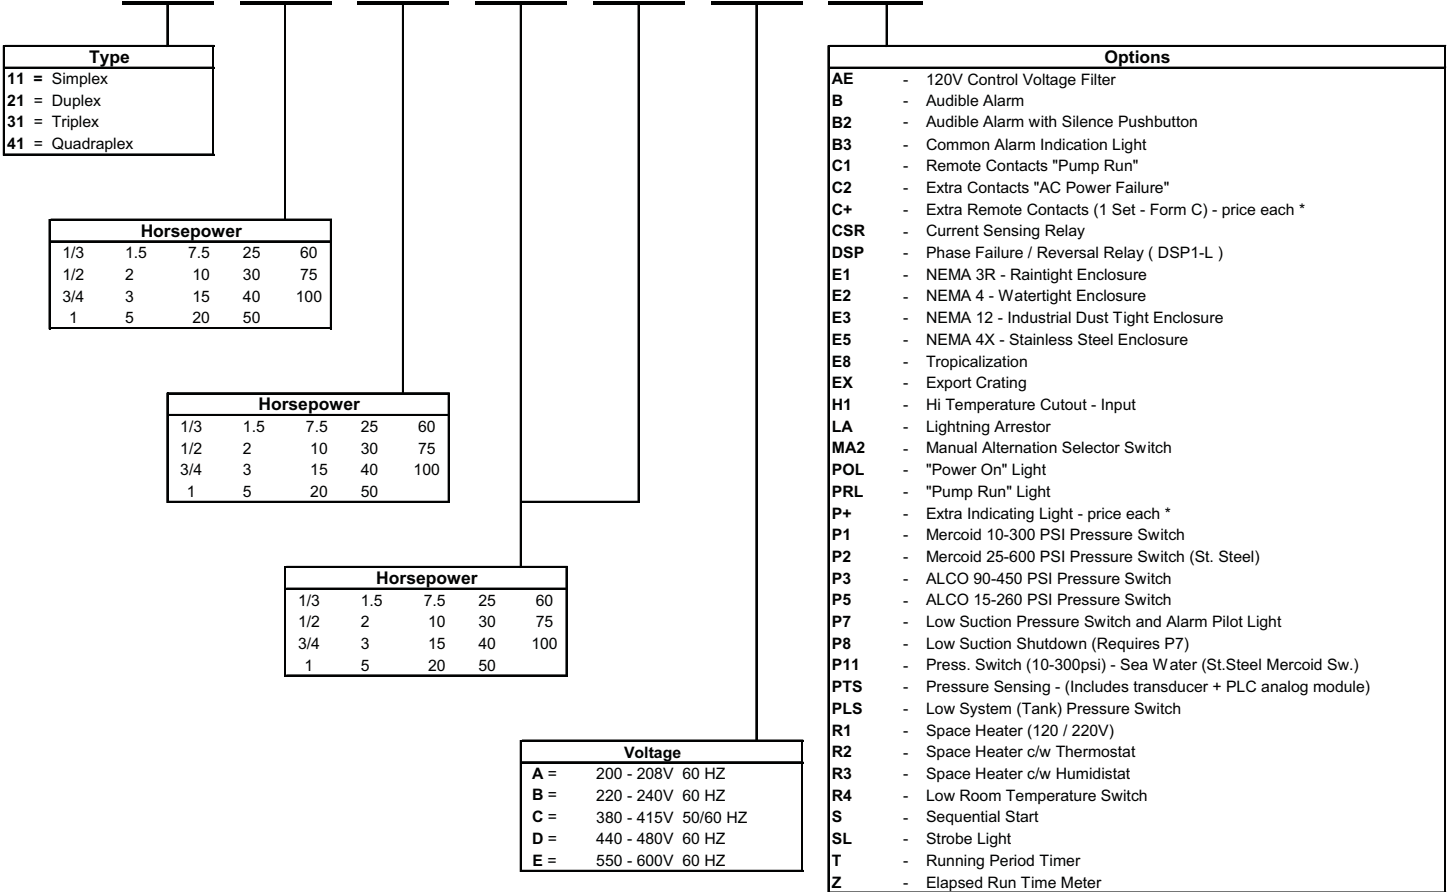 Type
11 = Simplex
21 = Duplex
31 = Triplex
41 = Quadraplex
Horsepower
1/3 1.5 7.5 25 60
1/2 2 10 30 75
3/4 3 15 40 100
1 5 20 50
Horsepower
1/3 1.5 7.5 25 60
1/2 2 10 30 75
3/4 3 15 40 100
1 5 20 50
Horsepower
1/3 1.5 7.5 25 60
1/2 2 10 30 75
3/4 3 15 40 100
1 5 20 50
Voltage
A = 200 - 208V 60 HZ
B = 220 - 240V 60 HZ
C = 380 - 415V 50/60 HZ
D = 440 - 480V 60 HZ
E = 550 - 600V 60 HZ
Options
AE - 120V Control Voltage Filter
B - Audible Alarm
B2 - Audible Alarm with Silence Pushbutton
B3 - Common Alarm Indication Light
C1 - Remote Contacts "Pump Run"
C2 - Extra Contacts "AC Power Failure"
C+ - Extra Remote Contacts (1 Set - Form C) - price each *
CSR - Current Sensing Relay
DSP - Phase Failure / Reversal Relay ( DSP1-L )
E1 - NEMA 3R - Raintight Enclosure
E2 - NEMA 4 - Watertight Enclosure
E3 - NEMA 12 - Industrial Dust Tight Enclosure
E5 - NEMA 4X - Stainless Steel Enclosure
E8 - Tropicalization
EX - Export Crating
H1 - Hi Temperature Cutout - Input
LA - Lightning Arrestor
MA2 - Manual Alternation Selector Switch
POL - "Power On" Light
PRL - "Pump Run" Light
P+ - Extra Indicating Light - price each *
P1 - Mercoid 10-300 PSI Pressure Switch
P2 - Mercoid 25-600 PSI Pressure Switch (St. Steel)
P3 - ALCO 90-450 PSI Pressure Switch
P5 - ALCO 15-260 PSI Pressure Switch
P7 - Low Suction Pressure Switch and Alarm Pilot Light
P8 - Low Suction Shutdown (Requires P7)
P11 - Press. Switch (10-300psi) - Sea Water (St.Steel Mercoid Sw.)
PTS - Pressure Sensing - (Includes transducer + PLC analog module)
PLS - Low System (Tank) Pressure Switch
R1 - Space Heater (120 / 220V)
R2 - Space Heater c/w Thermostat
R3 - Space Heater c/w Humidistat
R4 - Low Room Temperature Switch
S - Sequential Start
SL - Strobe Light
T - Running Period Timer
Z - Elapsed Run Time Meter